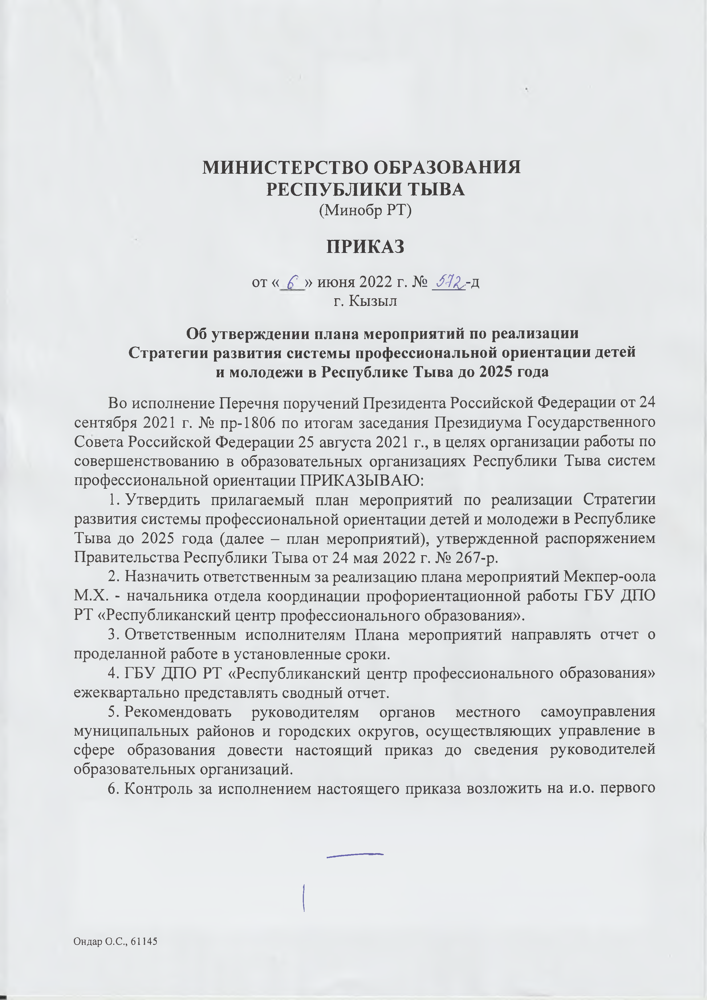 МИНИСТЕРСТВО ОБРАЗОВАНИЯ
РЕСПУБЛИКИ ТЫВА
(Минобр РТ)
ПРИКАЗ
от «6» июня 2022 г. № 572-д
г. Кызыл
Об утверждении плана мероприятий по реализации
Стратегии развития системы профессиональной ориентации детей
и молодежи в Республике Тыва до 2025 года
Во исполнение Перечня поручений Президента Российской Федерации от 24
сентября 2021 г. № пр-1806 по итогам заседания Президиума Государственного
Совета Российской Федерации 25 августа 2021 г., в целях организации работы по
совершенствованию в образовательных организациях Республики Тыва систем
профессиональной ориентации ПРИКАЗЫВАЮ:
1. Утвердить прилагаемый план мероприятий по реализации Стратегии
развития системы профессиональной ориентации детей и молодежи в Республике
Тыва до 2025 года (далее – план мероприятий), утвержденной распоряжением
Правительства Республики Тыва от 24 мая 2022 г. № 267-р.
2. Назначить ответственным за реализацию плана мероприятий Мекпер-оола
М.Х. - начальника отдела координации профориентационной работы ГБУ ДПО
РТ «Республиканский центр профессионального образования».
3. Ответственным исполнителям Плана мероприятий направлять отчет о
проделанной работе в установленные сроки.
4. ГБУ ДПО РТ «Республиканский центр профессионального образования»
ежеквартально представлять сводный отчет.
5. Рекомендовать руководителям органов местного самоуправления
муниципальных районов и городских округов, осуществляющих управление в
сфере образования довести настоящий приказ до сведения руководителей
образовательных организаций.
6. Контроль за исполнением настоящего приказа возложить на и.о. первого
Ондар О.С., 61145